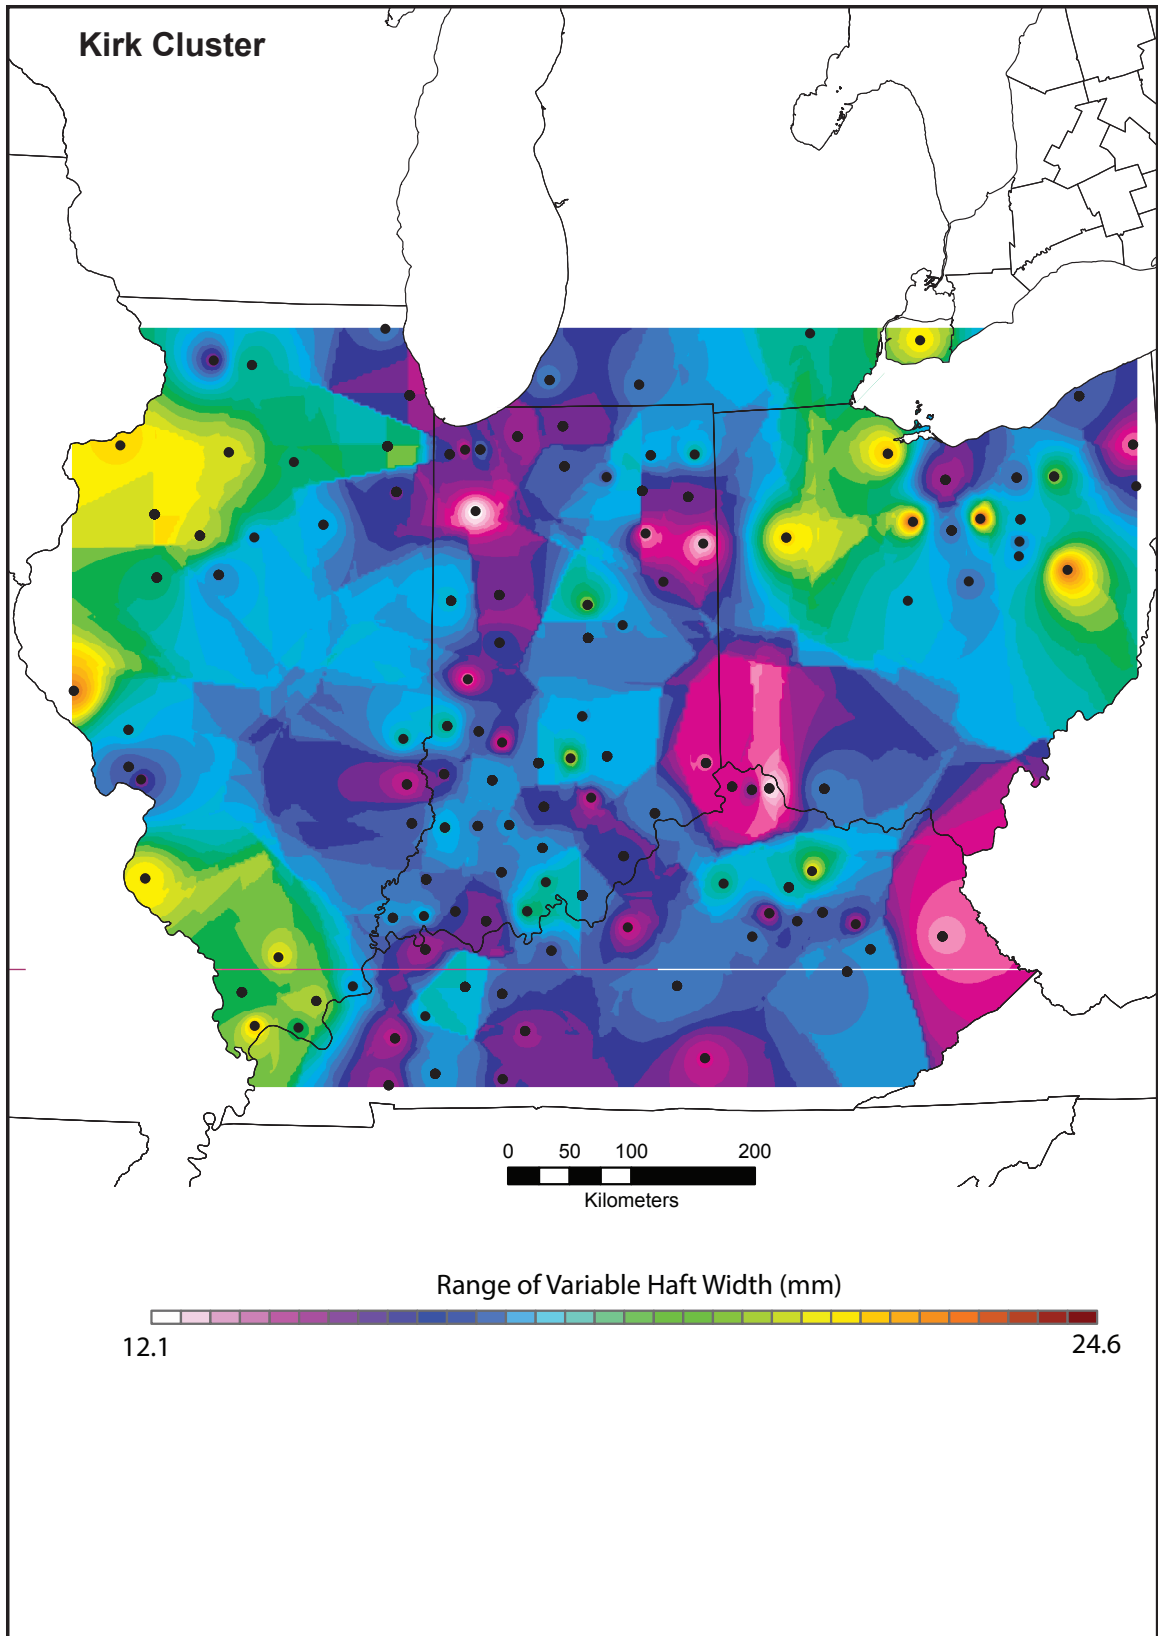 Kirk Cluster
0 50 100 200
Kilometers
Range of Variable Haft Width (mm)
12.1 24.6